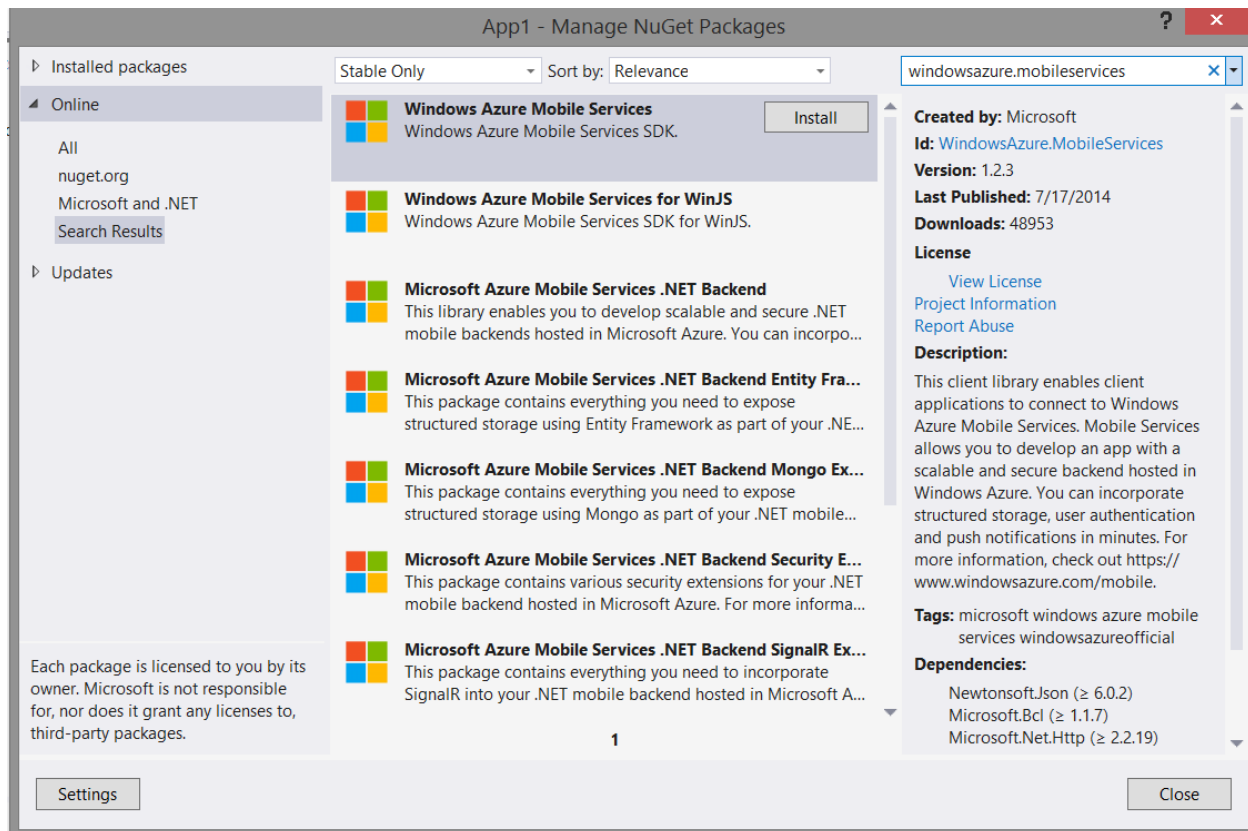 App1 - Manage NuGet Packages
?
Installed packages
Online
All
nuget.org
Microsoft and .NET
Search Results
Updates
Each package is licensed to you by its
owner. Microsoft is not responsible
for, nor does it grant any licenses to,
third-party packages.
Stable Only
Sort by: Relevance
Windows Azure Mobile Services
Windows Azure Mobile Services SDK.
Install
Windows Azure Mobile Services for WinJS
Windows Azure Mobile Services SDK for WinJS.
Microsoft Azure Mobile Services .NET Backend
This library enables you to develop scalable and secure .NET
mobile backends hosted in Microsoft Azure. You can incorpo...
Microsoft Azure Mobile Services .NET Backend Entity Fra...
This package contains everything you need to expose
structured storage using Entity Framework as part of your .NE...
Microsoft Azure Mobile Services .NET Backend Mongo Ex...
This package contains everything you need to expose
structured storage using Mongo as part of your .NET mobile...
Microsoft Azure Mobile Services .NET Backend Security E...
This package contains various security extensions for your .NET
mobile backend hosted in Microsoft Azure. For more informa...
Microsoft Azure Mobile Services .NET Backend SignalR Ex...
This package contains everything you need to incorporate
SignalR into your .NET mobile backend hosted in Microsoft A...
1
windowsazure.mobileservices
Created by: Microsoft
Id: WindowsAzure.MobileServices
Version: 1.2.3
Last Published: 7/17/2014
Downloads: 48953
License
View License
Project Information
Report Abuse
Description:
This client library enables client
applications to connect to Windows
Azure Mobile Services. Mobile Services
allows you to develop an app with a
scalable and secure backend hosted in
Windows Azure. You can incorporate
structured storage, user authentication
and push notifications in minutes. For
more information, check out https://
www.windowsazure.com/mobile.
Tags: microsoft windows azure mobile
services windowsazureofficial
Dependencies:
Newtonsoft.Json (≥ 6.0.2)
Microsoft.Bcl (≥ 1.1.7)
Microsoft.Net.Http (≥ 2.2.19)
Settings
Close